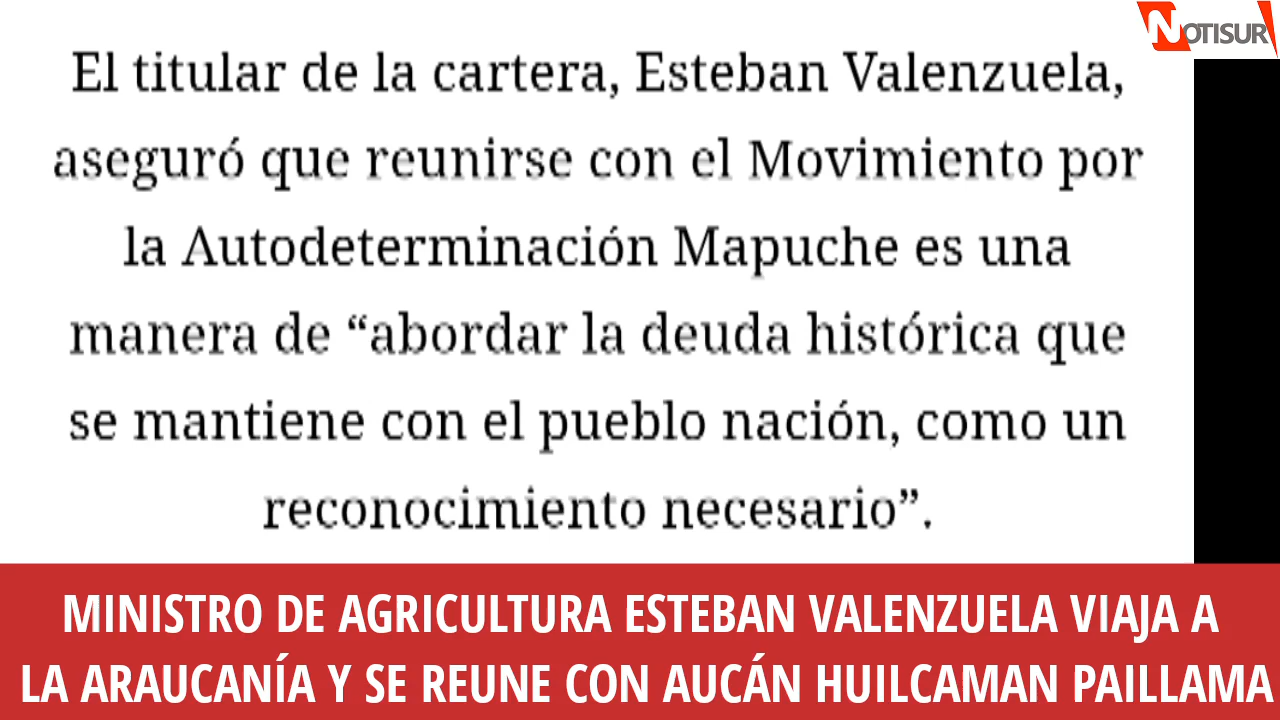 NOTISUR
El titular de la cartera, Esteban Valenzuela,
aseguró que reunirse con el Movimiento por
la Autodeterminación Mapuche es una
manera de “abordar la deuda histórica que
se mantiene con el pueblo nación, como un
reconocimiento necesario”.
MINISTRO DE AGRICULTURA ESTEBAN VALENZUELA VIAJA A
LA ARAUCANÍA Y SE REUNE CON AUCÁN HUILCAMAN PAILLAMA